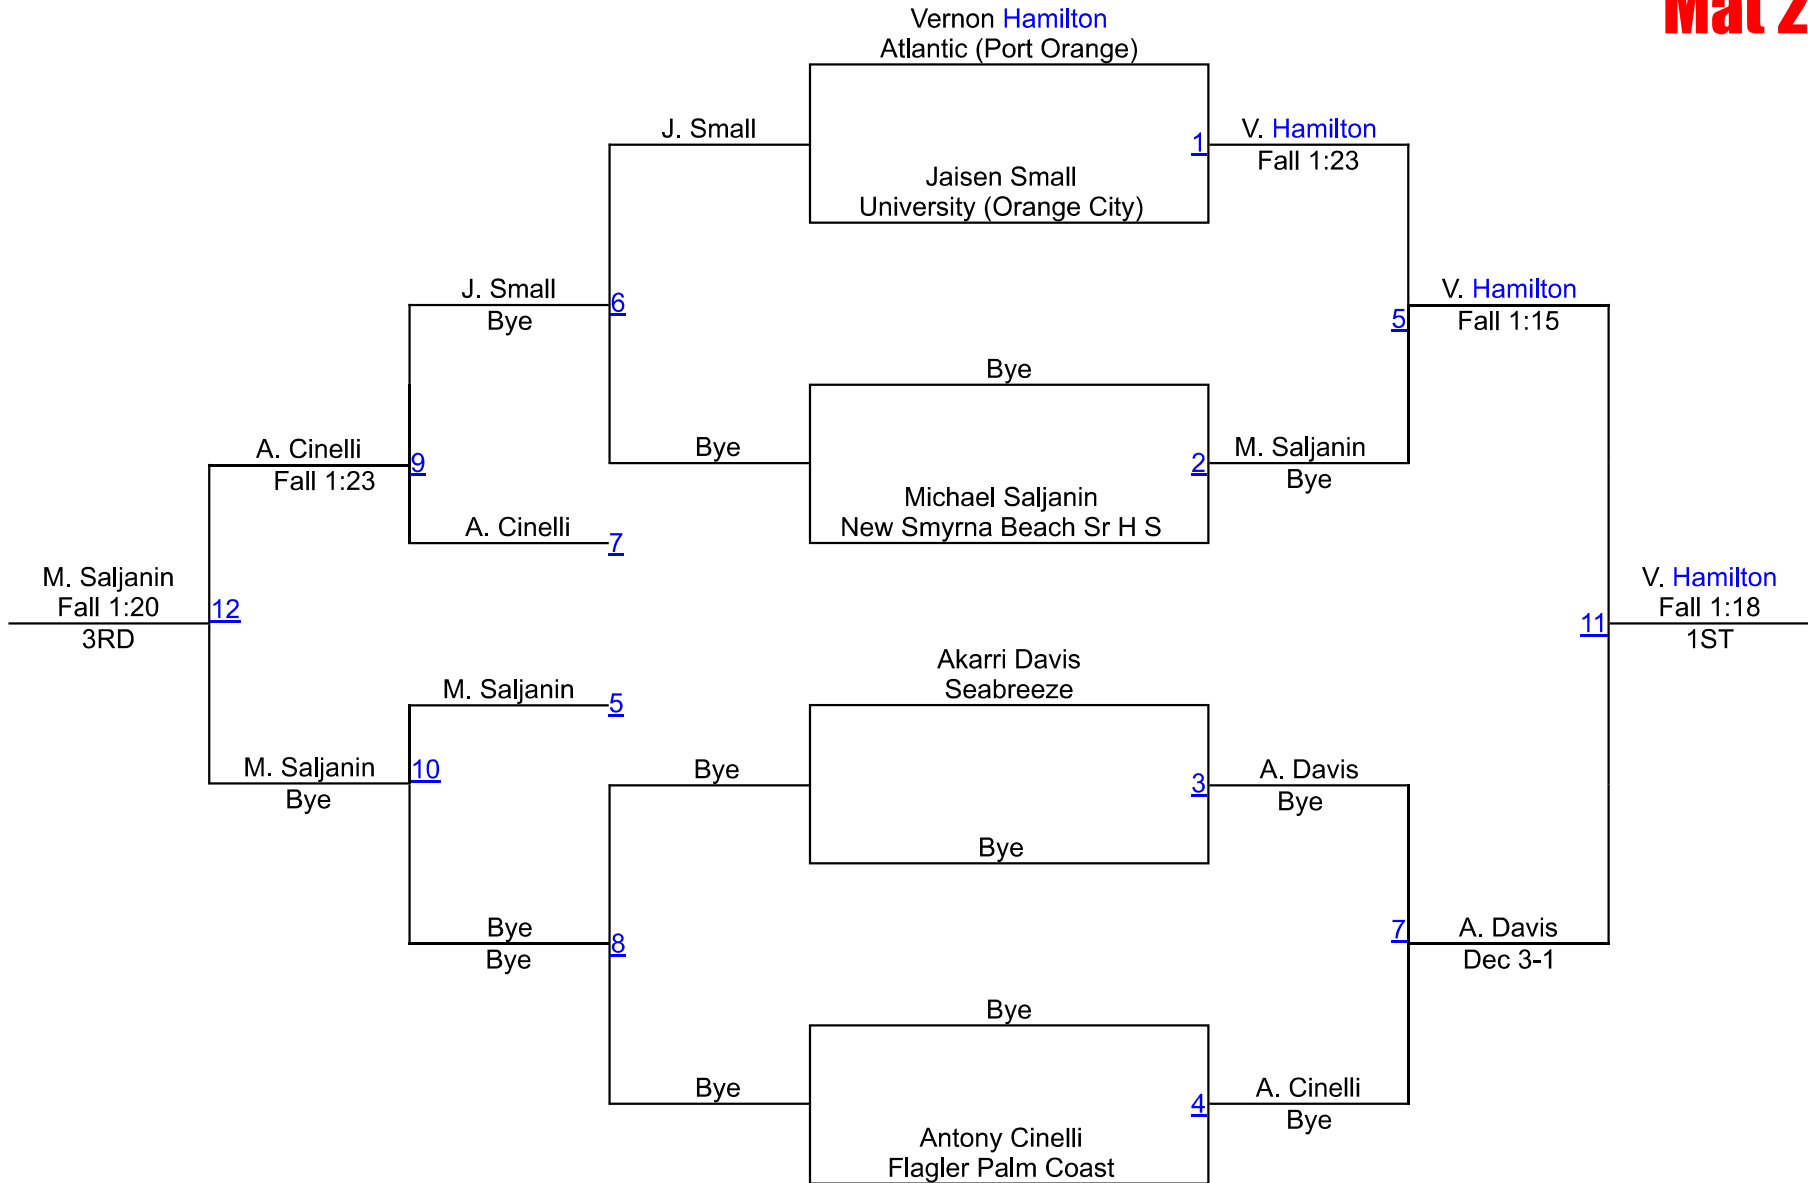 Mat 2
Vernon Hamilton
Atlantic (Port Orange)
J. Small
1
V. Hamilton
Fall 1:23
Jaisen Small
University (Orange City)
J. Small
Bye
6
5
V. Hamilton
Fall 1:15
Bye
A. Cinelli
Fall 1:23
9
Bye
2
M. Saljanin
Bye
Michael Saljanin
New Smyrna Beach Sr H S
A. Cinelli
7
M. Saljanin
Fall 1:20
3RD
12
11
V. Hamilton
Fall 1:18
1ST
Akarri Davis
Seabreeze
M. Saljanin
5
M. Saljanin
Bye
10
Bye
3
A. Davis
Bye
Bye
Bye
Bye
8
7
A. Davis
Dec 3-1
Bye
Bye
4
A. Cinelli
Bye
Antony Cinelli
Flagler Palm Coast